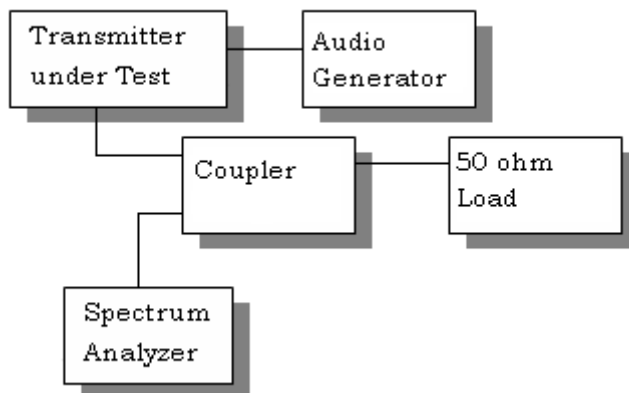 Transmitter
under Test
Audio
Generator
Coupler
50 ohm
Load
Spectrum
Analyzer